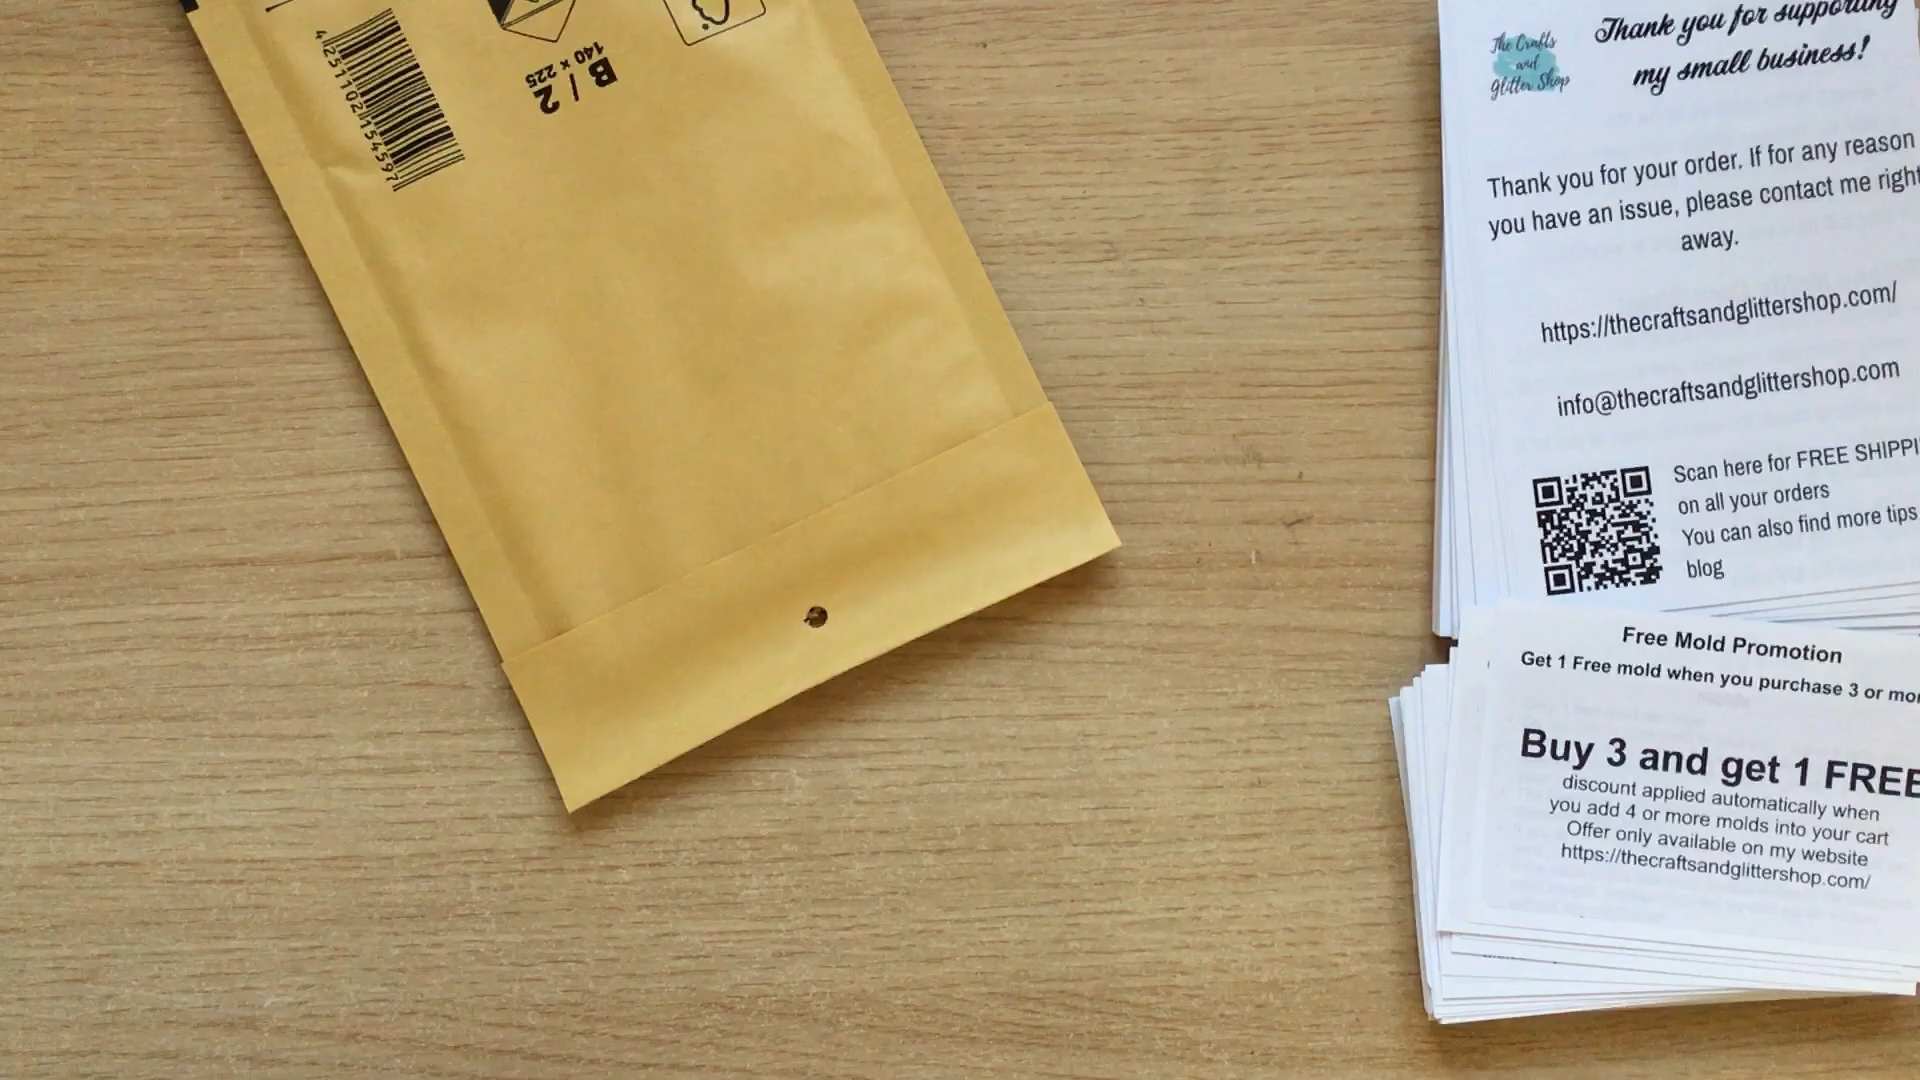 4251102154597
B / 2
140 x 225
The Crafts
and
Glitter Shop
Thank you for supporting
my small business!
Thank you for your order. If for any reason
you have an issue, please contact me right
away.
https://thecraftsandglittershop.com/
info@thecraftsandglittershop.com
Scan here for FREE SHIPPI
on all your orders
You can also find more tips
blog
Free Mold Promotion
Get 1 Free mold when you purchase 3 or mor
Buy 3 and get 1 FREE
discount applied automatically when
you add 4 or more molds into your cart
Offer only available on my website
https://thecraftsandglittershop.com/